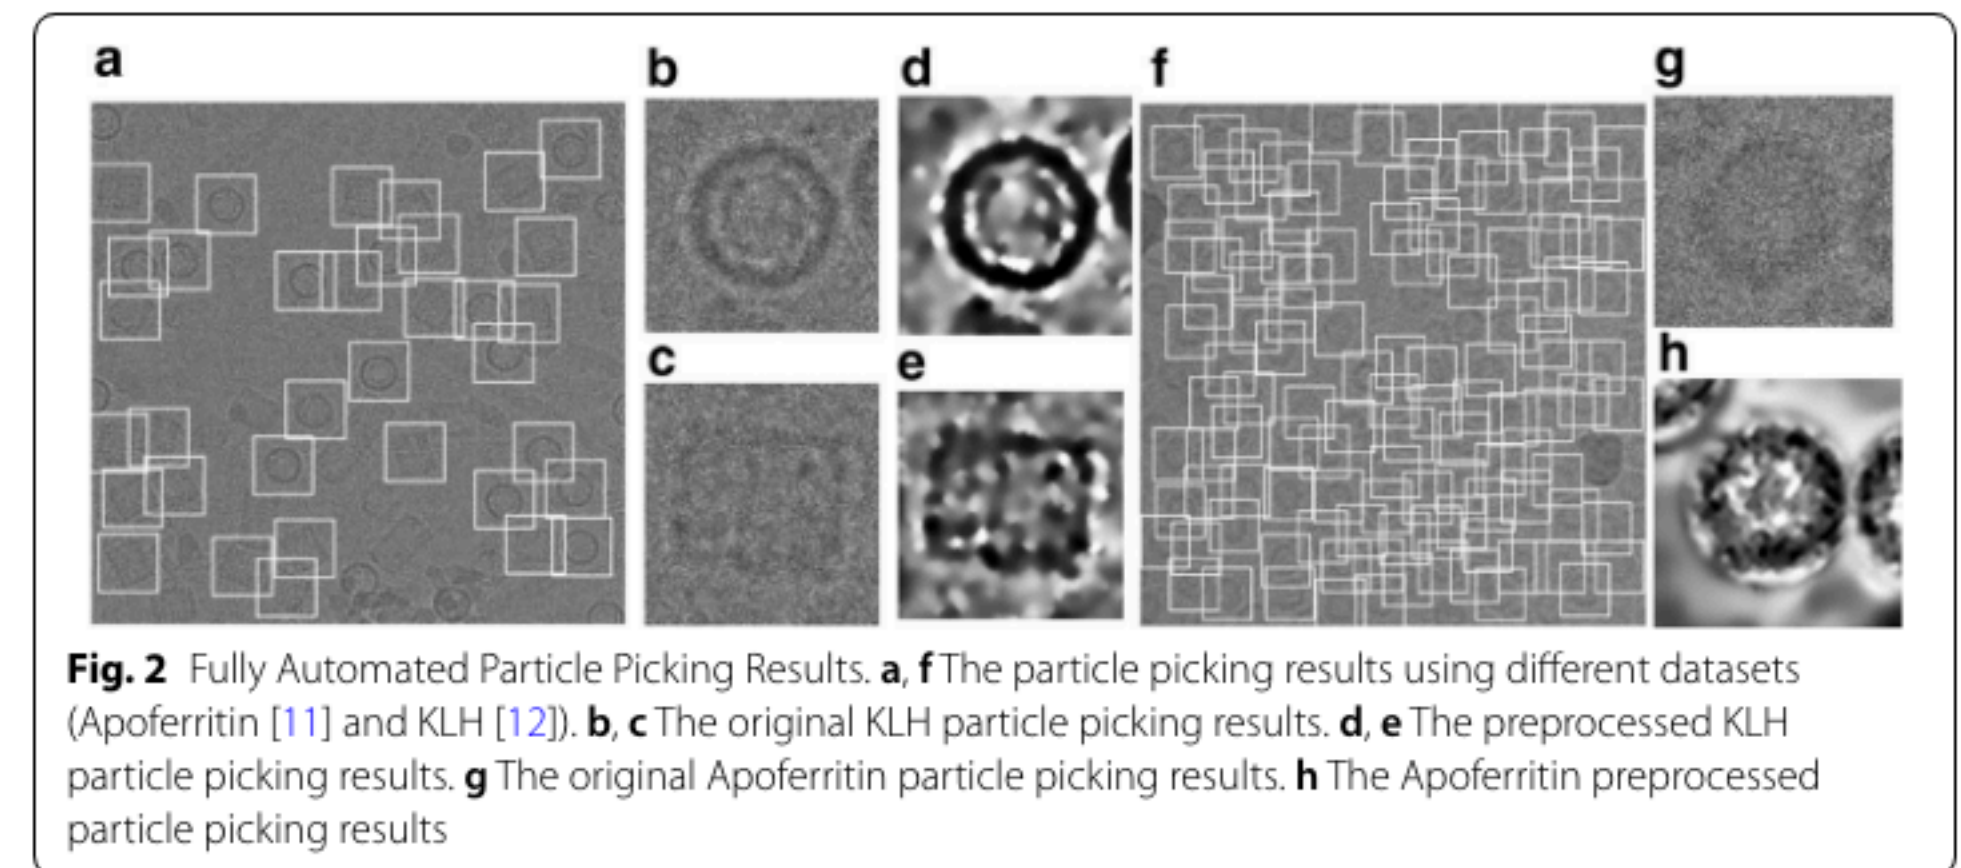 a
b
d
f
g
c
e
h
Fig. 2 Fully Automated Particle Picking Results. a, f The particle picking results using different datasets
(Apoferritin [11] and KLH [12]). b, c The original KLH particle picking results. d, e The preprocessed KLH
particle picking results. g The original Apoferritin particle picking results. h The Apoferritin preprocessed
particle picking results